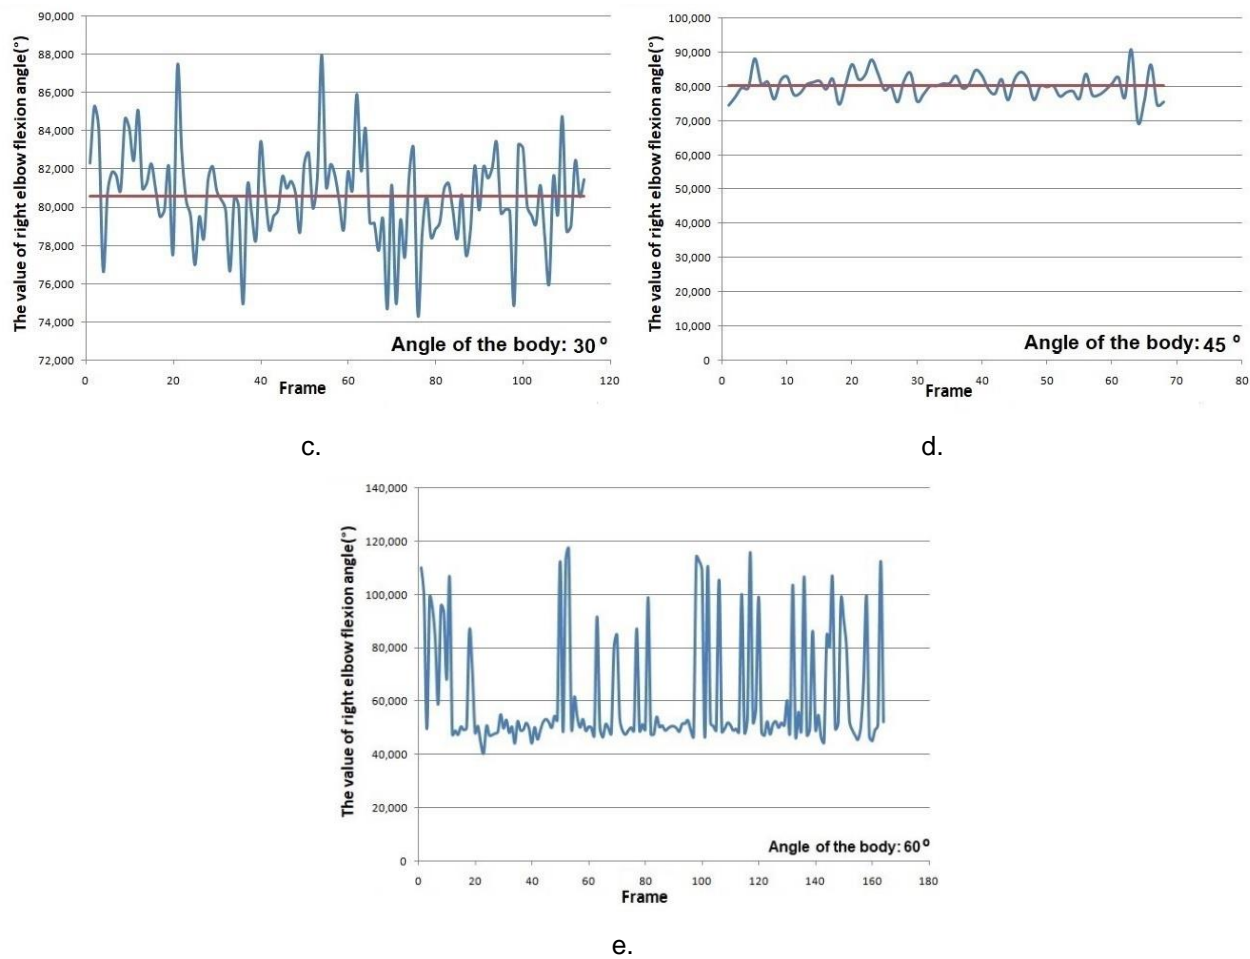 The value of right elbow flexion angle(°)
90,000
88,000
86,000
84,000
82,000
80,000
78,000
76,000
74,000
72,000
0 20 40 60 80 100 120
Frame
Angle of the body: 30 °
c.
The value of right elbow flexion angle(°)
100,000
90,000
80,000
70,000
60,000
50,000
40,000
30,000
20,000
10,000
0
0 10 20 30 40 50 60 70 80
Frame
Angle of the body: 45 °
d.
The value of right elbow flexion angle(°)
140,000
120,000
100,000
80,000
60,000
40,000
20,000
0
0 20 40 60 80 100 120 140 160 180
Frame
Angle of the body: 60 °
e.